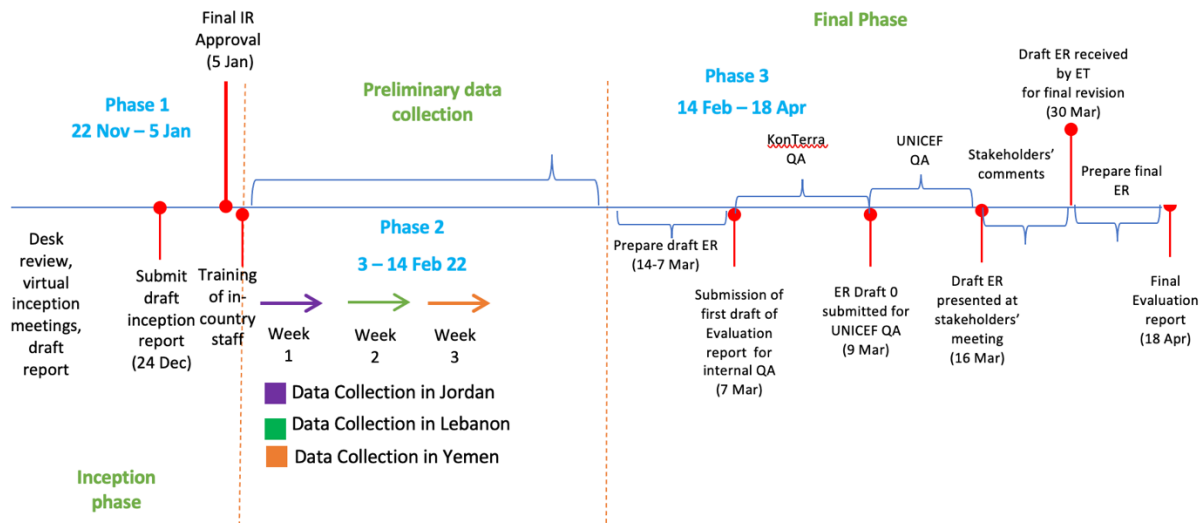 Final IR
Approval
(5 Jan)
Phase 1
22 Nov – 5 Jan
Desk
review,
virtual
inception
meetings,
draft
report
Submit
draft
inception
report
(24 Dec)
Training
of in-
country
staff
Inception
phase
Preliminary data
collection
Phase 2
3 – 14 Feb 22
Week
1
Week
2
Week
3
Data Collection in Jordan
Data Collection in Lebanon
Data Collection in Yemen
Final Phase
Phase 3
14 Feb – 18 Apr
KonTerra
QA
UNICEF
QA
Stakeholders’
comments
Draft ER received
by ET
for final revision
(30 Mar)
Prepare final
ER
Prepare draft ER
(14-7 Mar)
Submission of
first draft of
Evaluation
report for
internal QA
(7 Mar)
ER Draft 0
submitted for
UNICEF QA
(9 Mar)
Draft ER
presented at
stakeholders’
meeting
(16 Mar)
Final
Evaluation
report
(18 Apr)